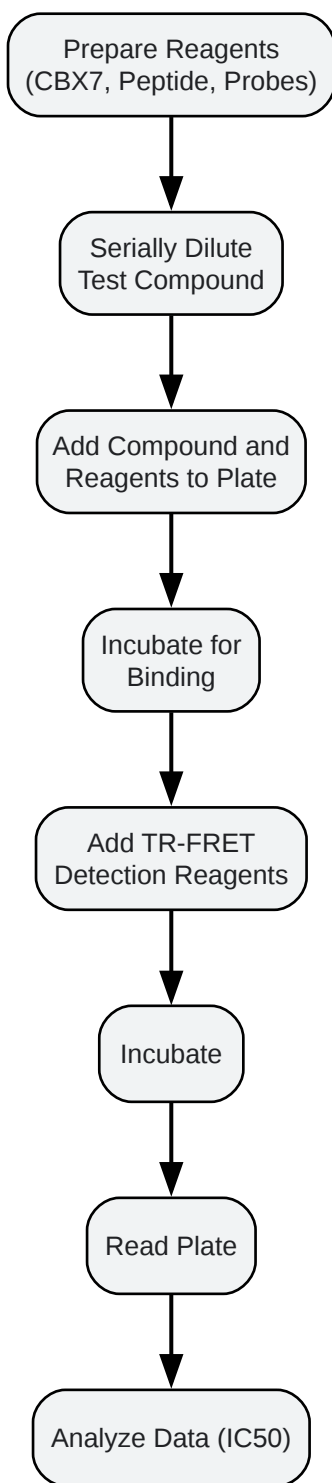 Prepare Reagents
(CBX7, Peptide, Probes)
Serially Dilute
Test Compound
Add Compound and
Reagents to Plate
Incubate for
Binding
Add TR-FRET
Detection Reagents
Incubate
Read Plate
Analyze Data (IC50)